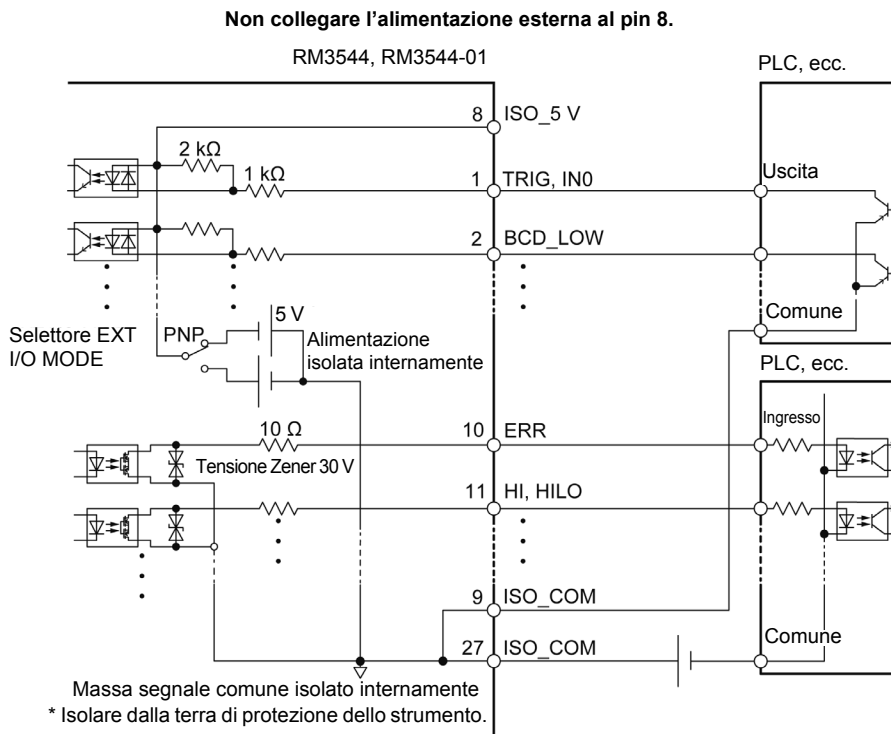 Non collegare l'alimentazione esterna al pin 8.
RM3544, RM3544-01
PLC, ecc.
8 ISO_5 V
2 kΩ
1 kΩ
1 TRIG, IN0
Uscita
2 BCD_LOW
Selettore EXT
I/O MODE
PNP
5 V
Alimentazione
isolata internamente
Comune
PLC, ecc.
Ingresso
10 Ω
10 ERR
Tensione Zener 30 V
11 HI, HILO
9 ISO_COM
27 ISO_COM
Comune
Massa segnale comune isolato internamente
* Isolare dalla terra di protezione dello strumento.